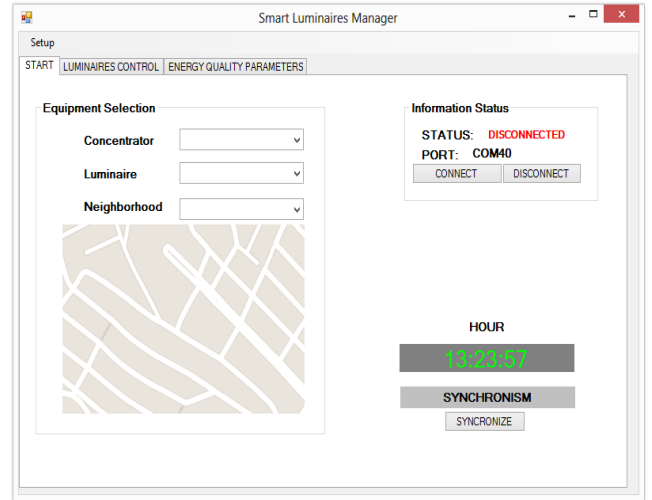 Smart Luminaires Manager
Setup
START LUMINAIRES CONTROL ENERGY QUALITY PARAMETERS
Equipment Selection
Concentrator
Luminaire
Neighborhood
Information Status
STATUS: DISCONNECTED
PORT: COM40
CONNECT DISCONNECT
HOUR
13:23:57
SYNCHRONISM
SYNCRONIZE